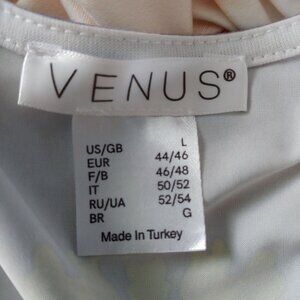 VENUS®
US/GB L
EUR 44/46
F/B 46/48
IT 50/52
RU/UA 52/54
BR G
Made In Turkey